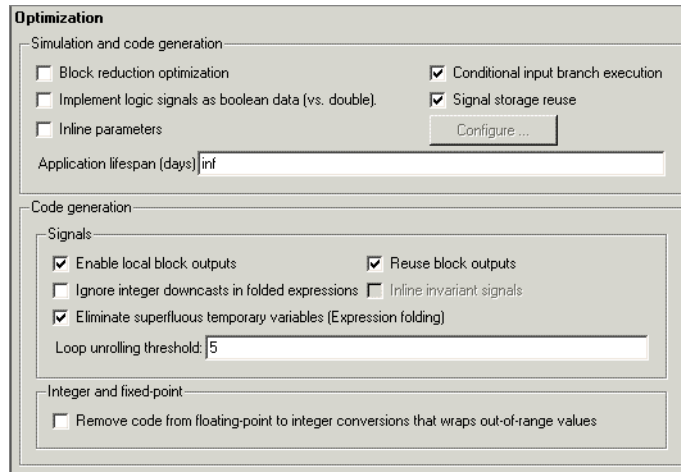 Optimization
Simulation and code generation
Block reduction optimization
Conditional input branch execution
Implement logic signals as boolean data (vs. double).
Signal storage reuse
Inline parameters
Configure ...
Application lifespan (days) inf
Code generation
Signals
Enable local block outputs
Reuse block outputs
Ignore integer downcasts in folded expressions
Inline invariant signals
Eliminate superfluous temporary variables (Expression folding)
Loop unrolling threshold: 5
Integer and fixed-point
Remove code from floating-point to integer conversions that wraps out-of-range values